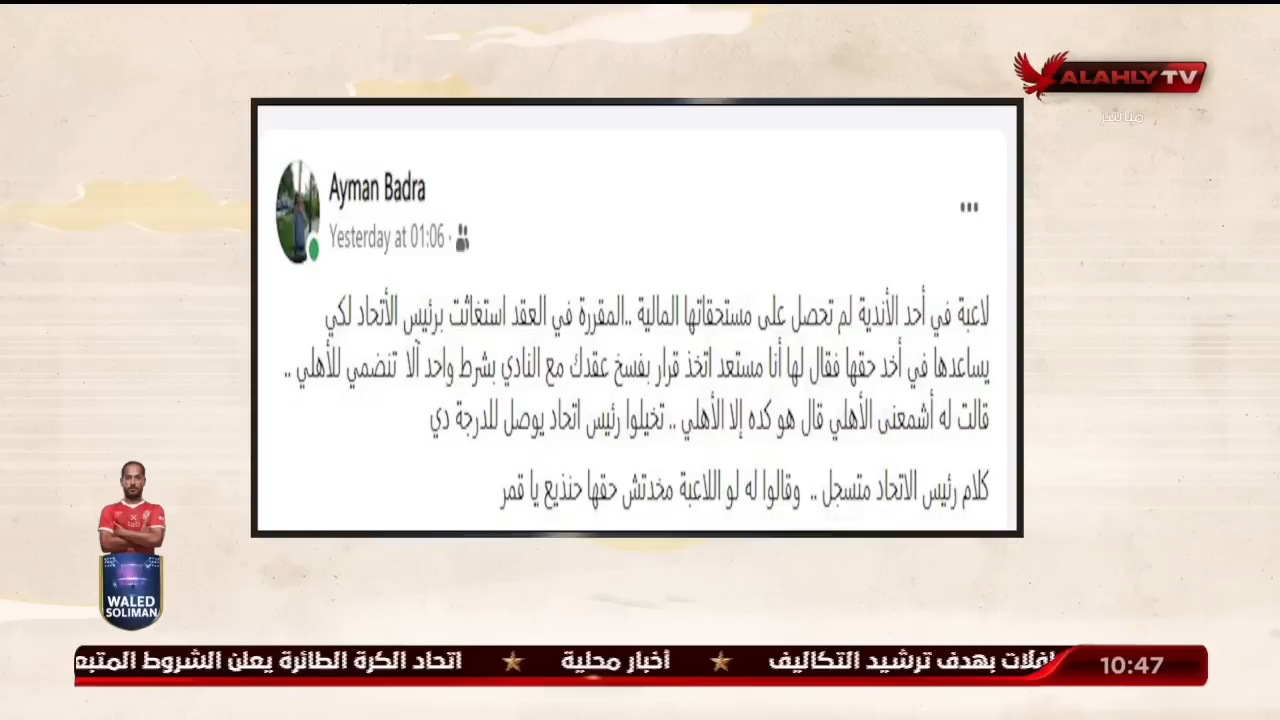 ALAHLY TV
مباشر
Ayman Badra
Yesterday at 01:06
لاعبة في أحد الأندية لم تحصل على مستحقاتها المالية ..المقررة في العقد استغاثت برئيس الأتحاد لكي
يساعدها في أخد حقها فقال لها أنا مستعد اتخذ قرار بفسخ عقدك مع النادي بشرط واحد ألا تنضمي للأهلي ..
قالت له أشمعنى الأهلي قال هو كده إلا الأهلي .. تخيلوا رئيس اتحاد يوصل للدرجة دي
كلام رئيس الاتحاد متسجل .. وقالوا له لو اللاعبة مخدتش حقها حنذيع يا قمر
WALED
SOLIMAN
بهدف ترشيد التكاليف ★ أخبار محلية ★ اتحاد الكرة الطائرة يعلن الشروط
10:47